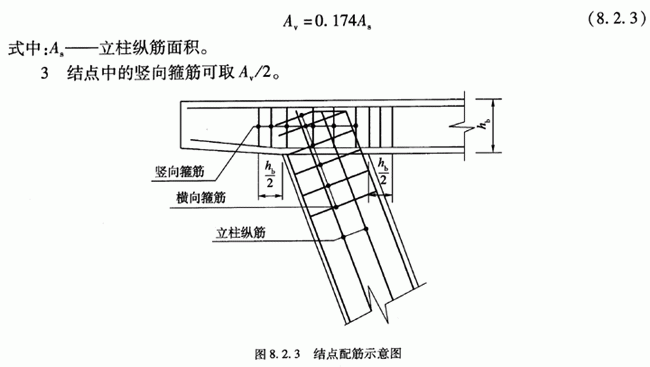 A_v = 0.174A_s (8.2.3)
式中:A_s——立柱纵筋面积。
3 结点中的竖向箍筋可取 A_v/2。
h_b
竖向箍筋
h_b/2
h_b/2
横向箍筋
立柱纵筋
图8.2.3 结点配筋示意图